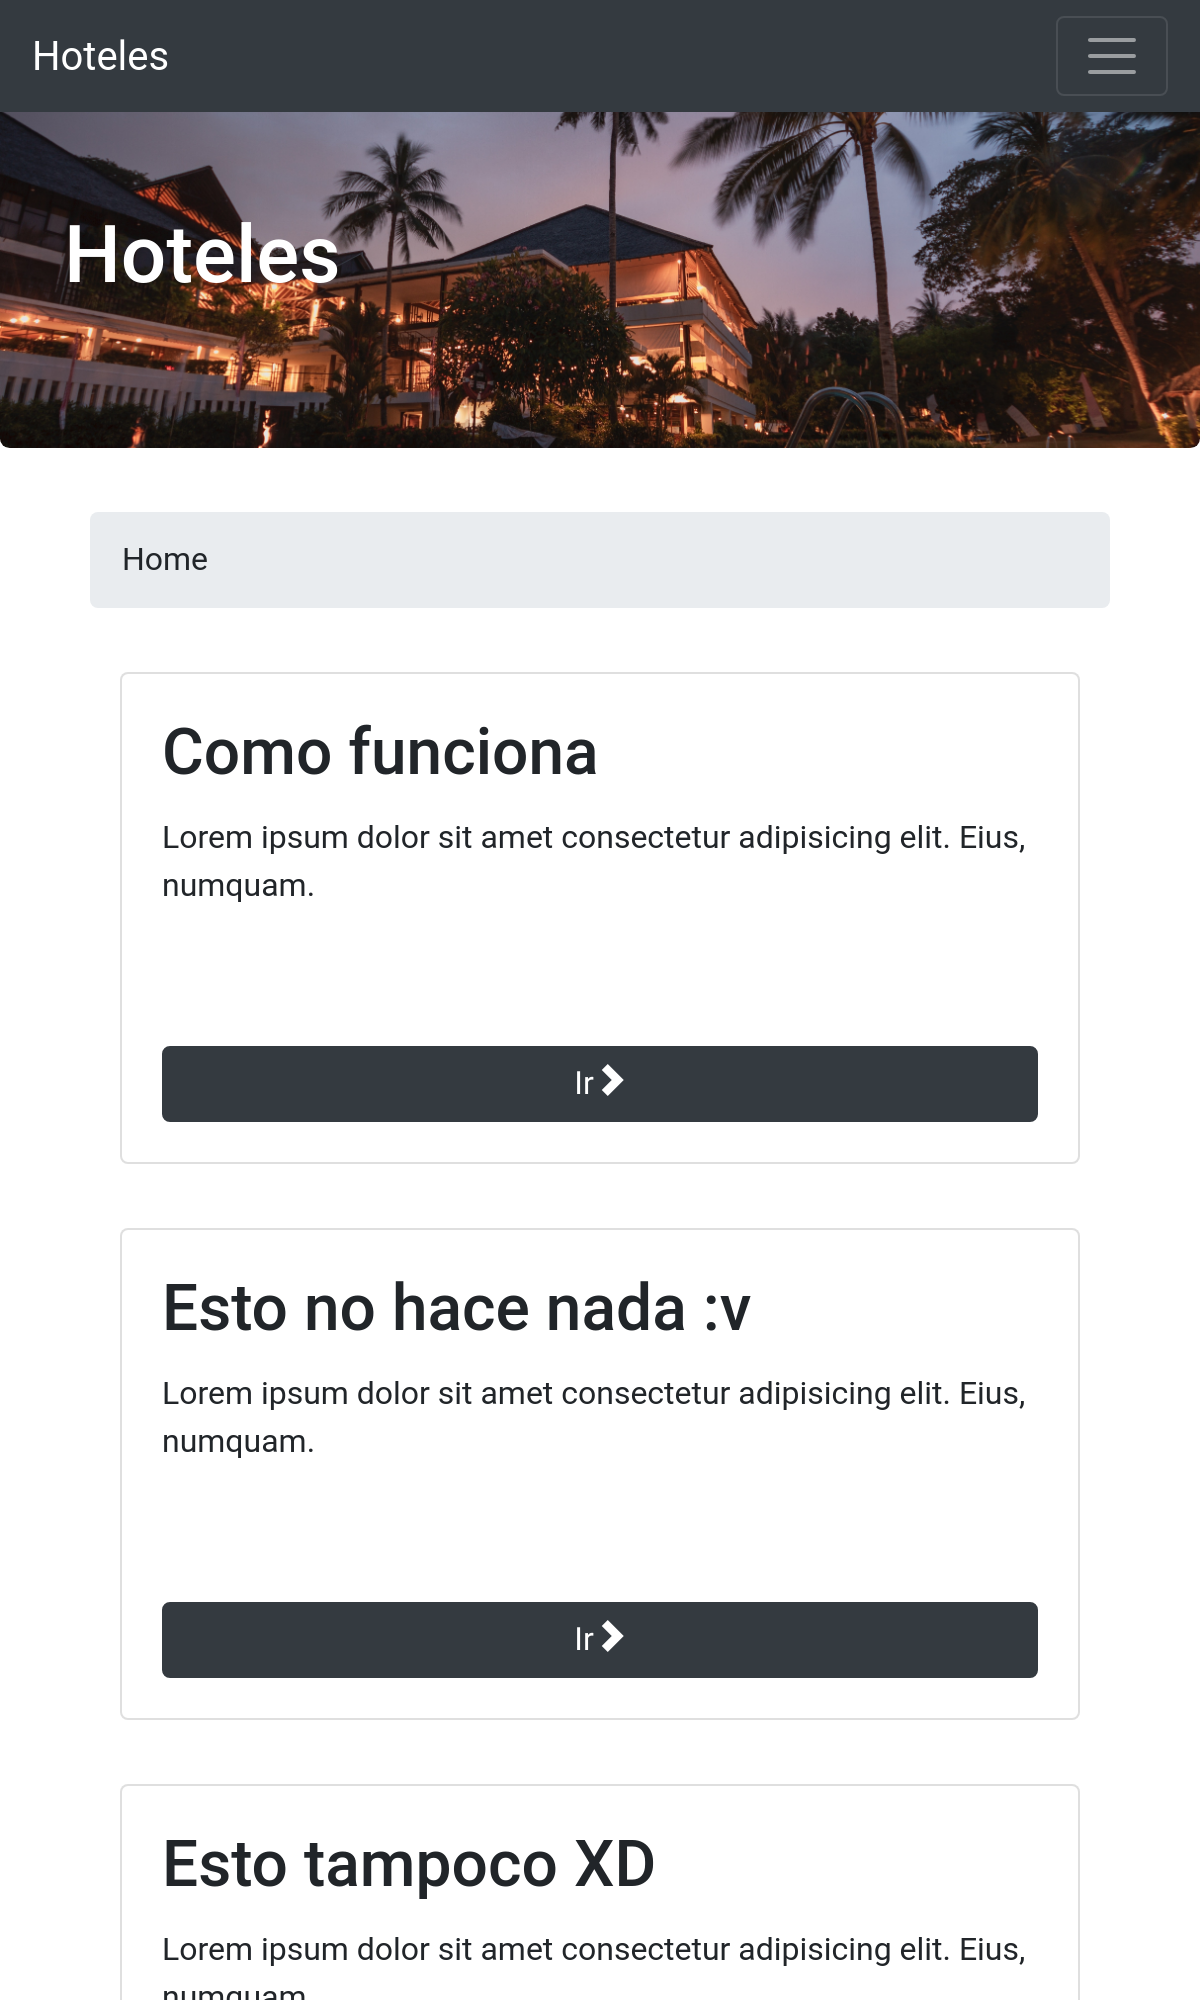 Hoteles
Hoteles
Home
Como funciona
Lorem ipsum dolor sit amet consectetur adipisicing elit. Eius,
numquam.
Ir
Esto no hace nada :v
Lorem ipsum dolor sit amet consectetur adipisicing elit. Eius,
numquam.
Ir
Esto tampoco XD
Lorem ipsum dolor sit amet consectetur adipisicing elit. Eius,
numquam.